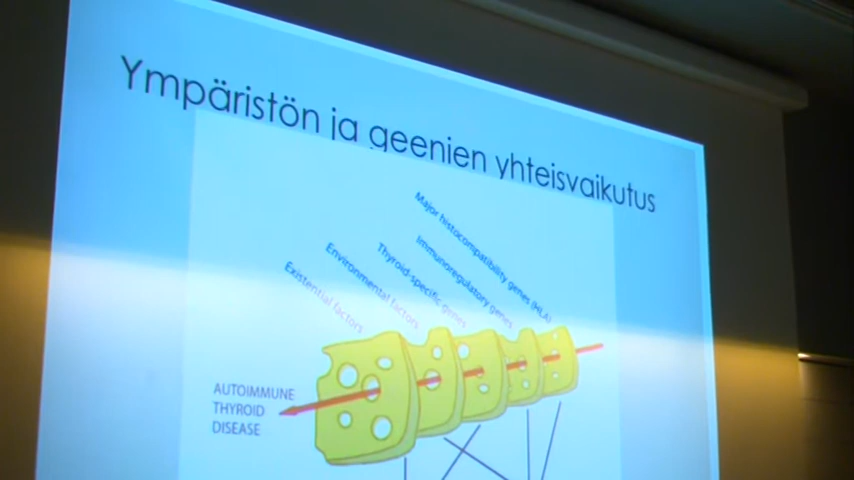 Ympäristön ja geenien yhteisvaikutus
Major histocompatibility genes (HLA)
Immunoregulatory genes
Thyroid-specific genes
Environmental factors
Existential factors
AUTOIMMUNE
THYROID
DISEASE